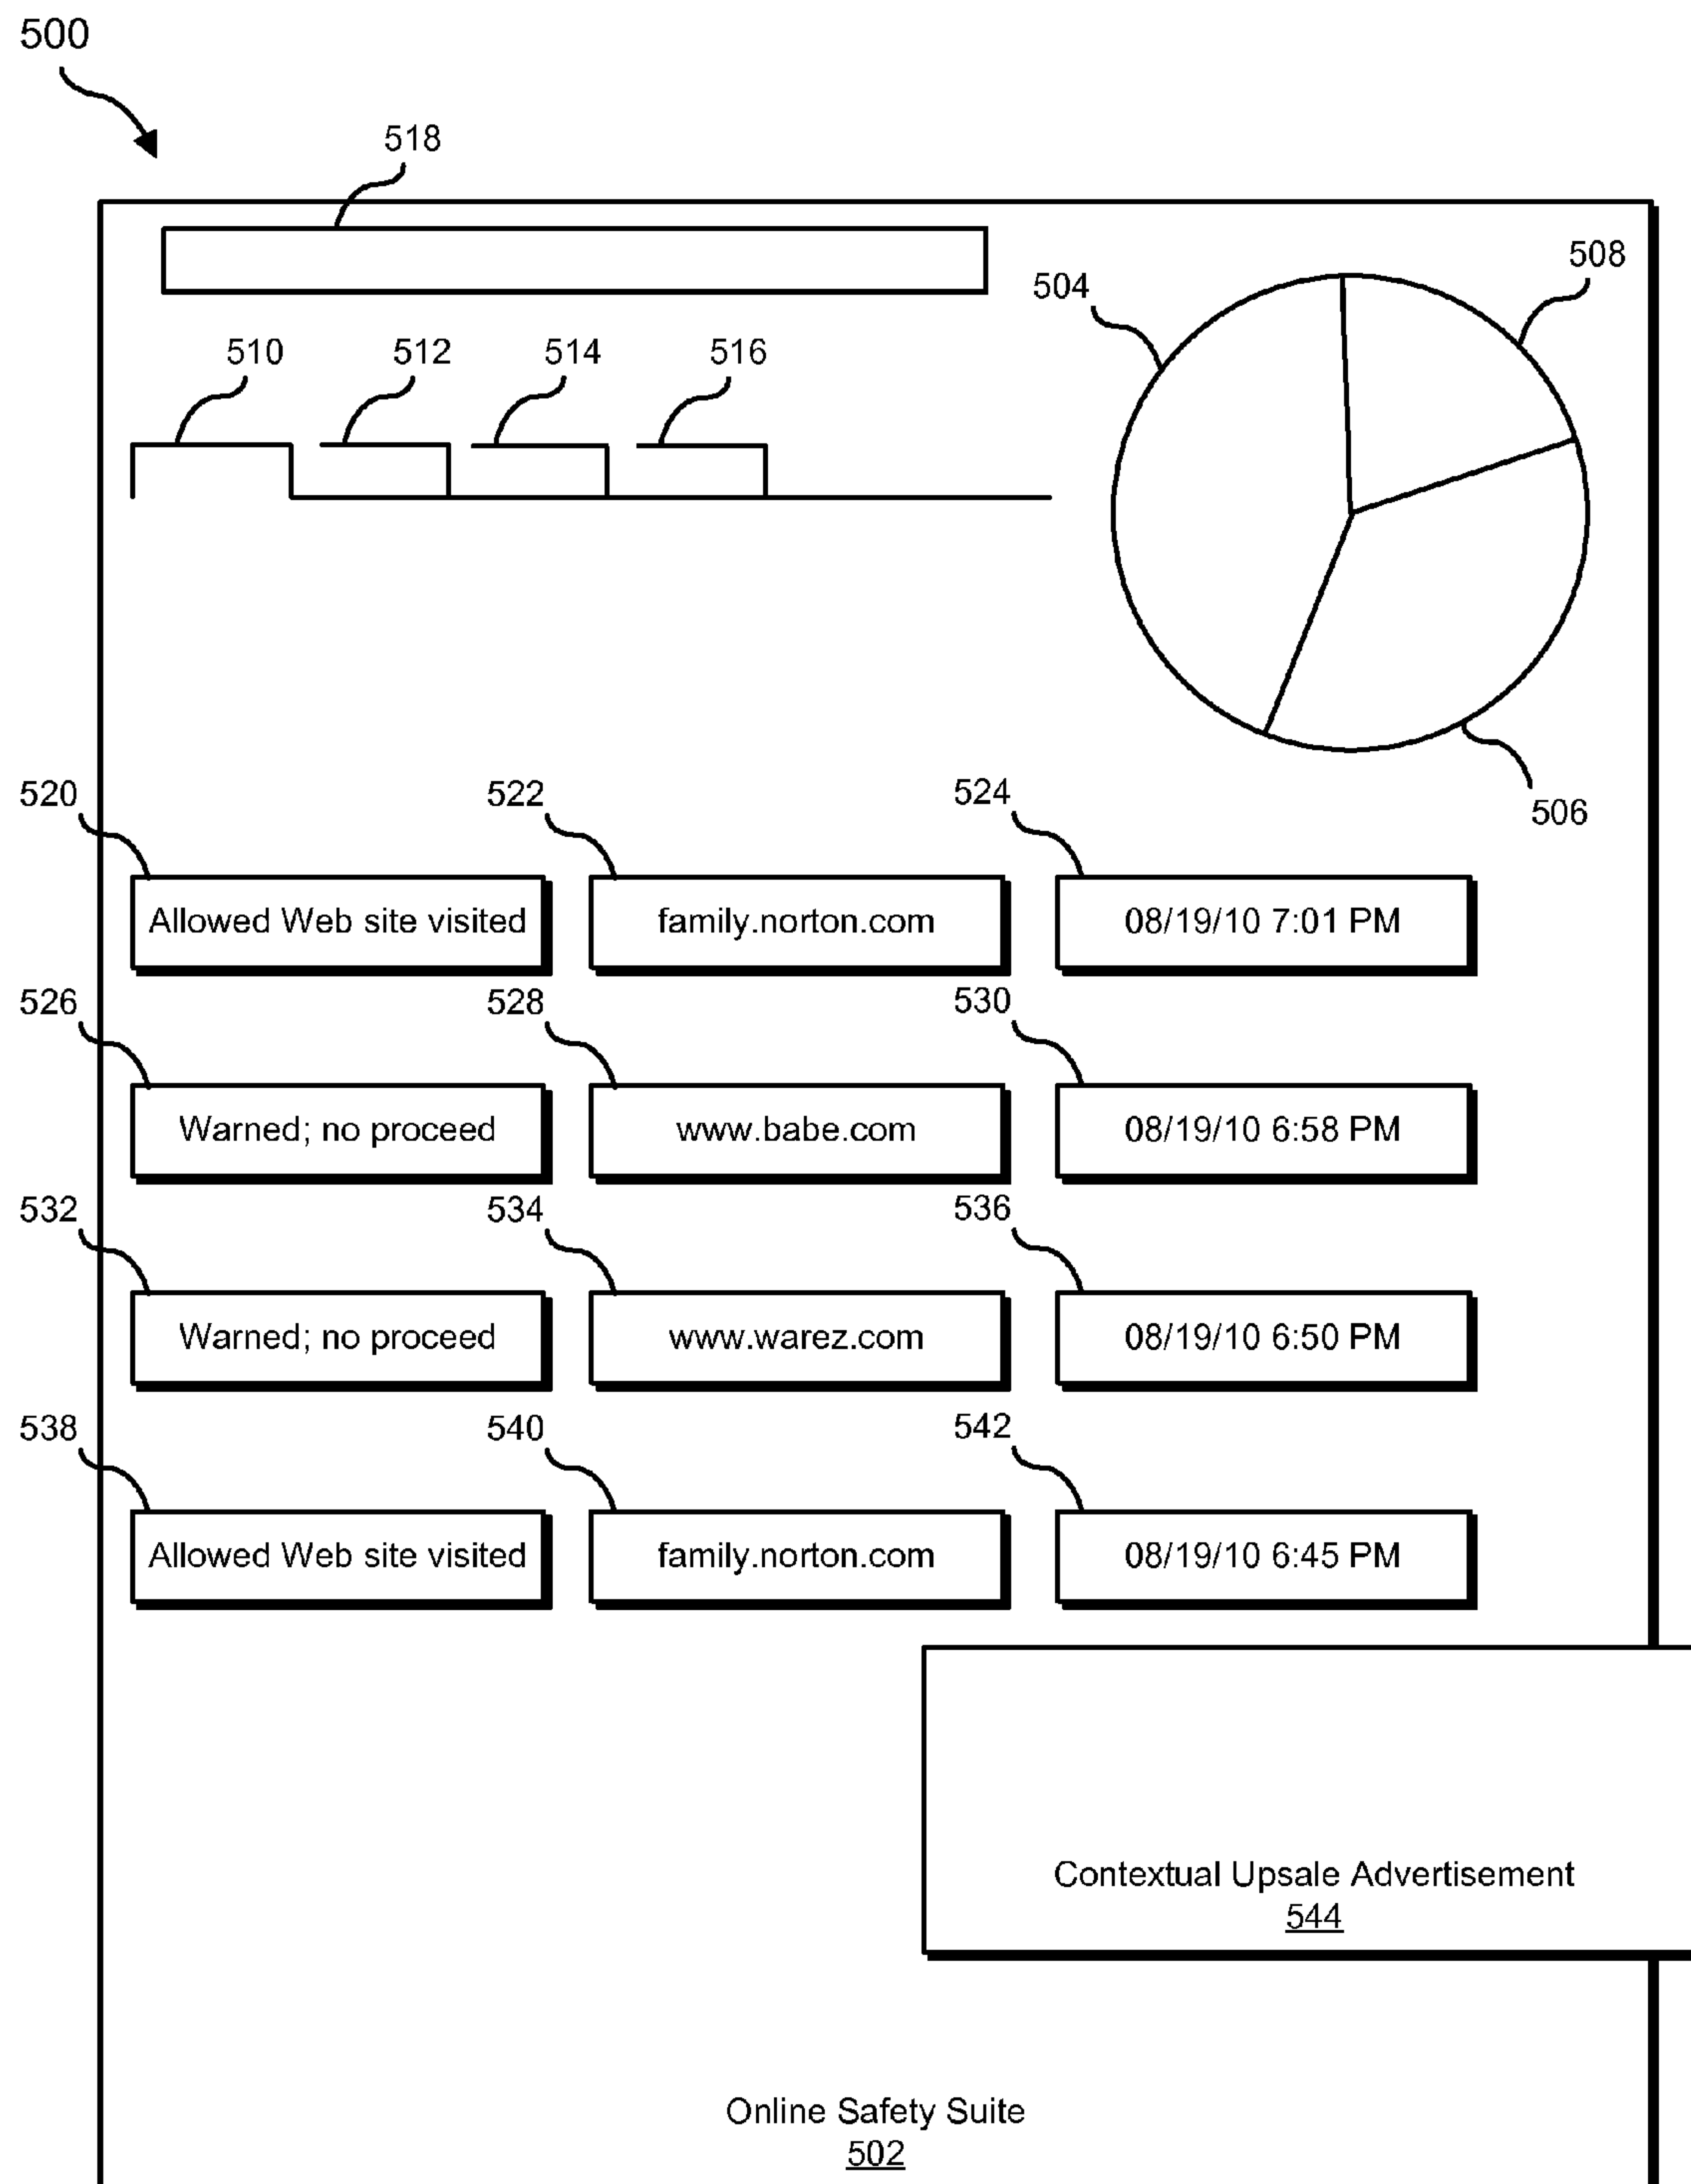 500
518
508
504
510 512 514 516
506
520 522 524
Allowed Web site visited family.norton.com 08/19/10 7:01 PM
526 528 530
Warned; no proceed www.babe.com 08/19/10 6:58 PM
532 534 536
Warned; no proceed www.warez.com 08/19/10 6:50 PM
538 540 542
Allowed Web site visited family.norton.com 08/19/10 6:45 PM
Contextual Upsale Advertisement
544
Online Safety Suite
502